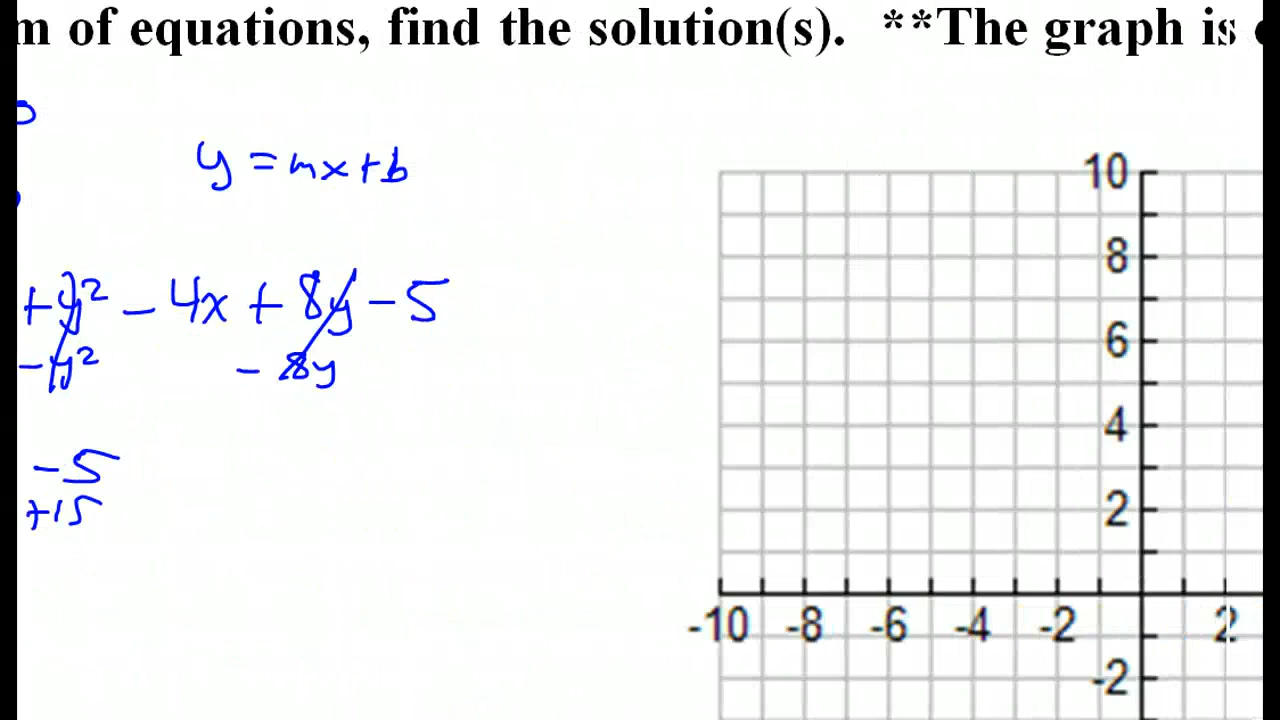 m of equations, find the solution(s). **The graph is
y = mx + b
+ y² - 4x + 8y - 5
- y² - 8y
- 5
+15
10
8
6
4
2
-10 -8 -6 -4 -2 2
-2